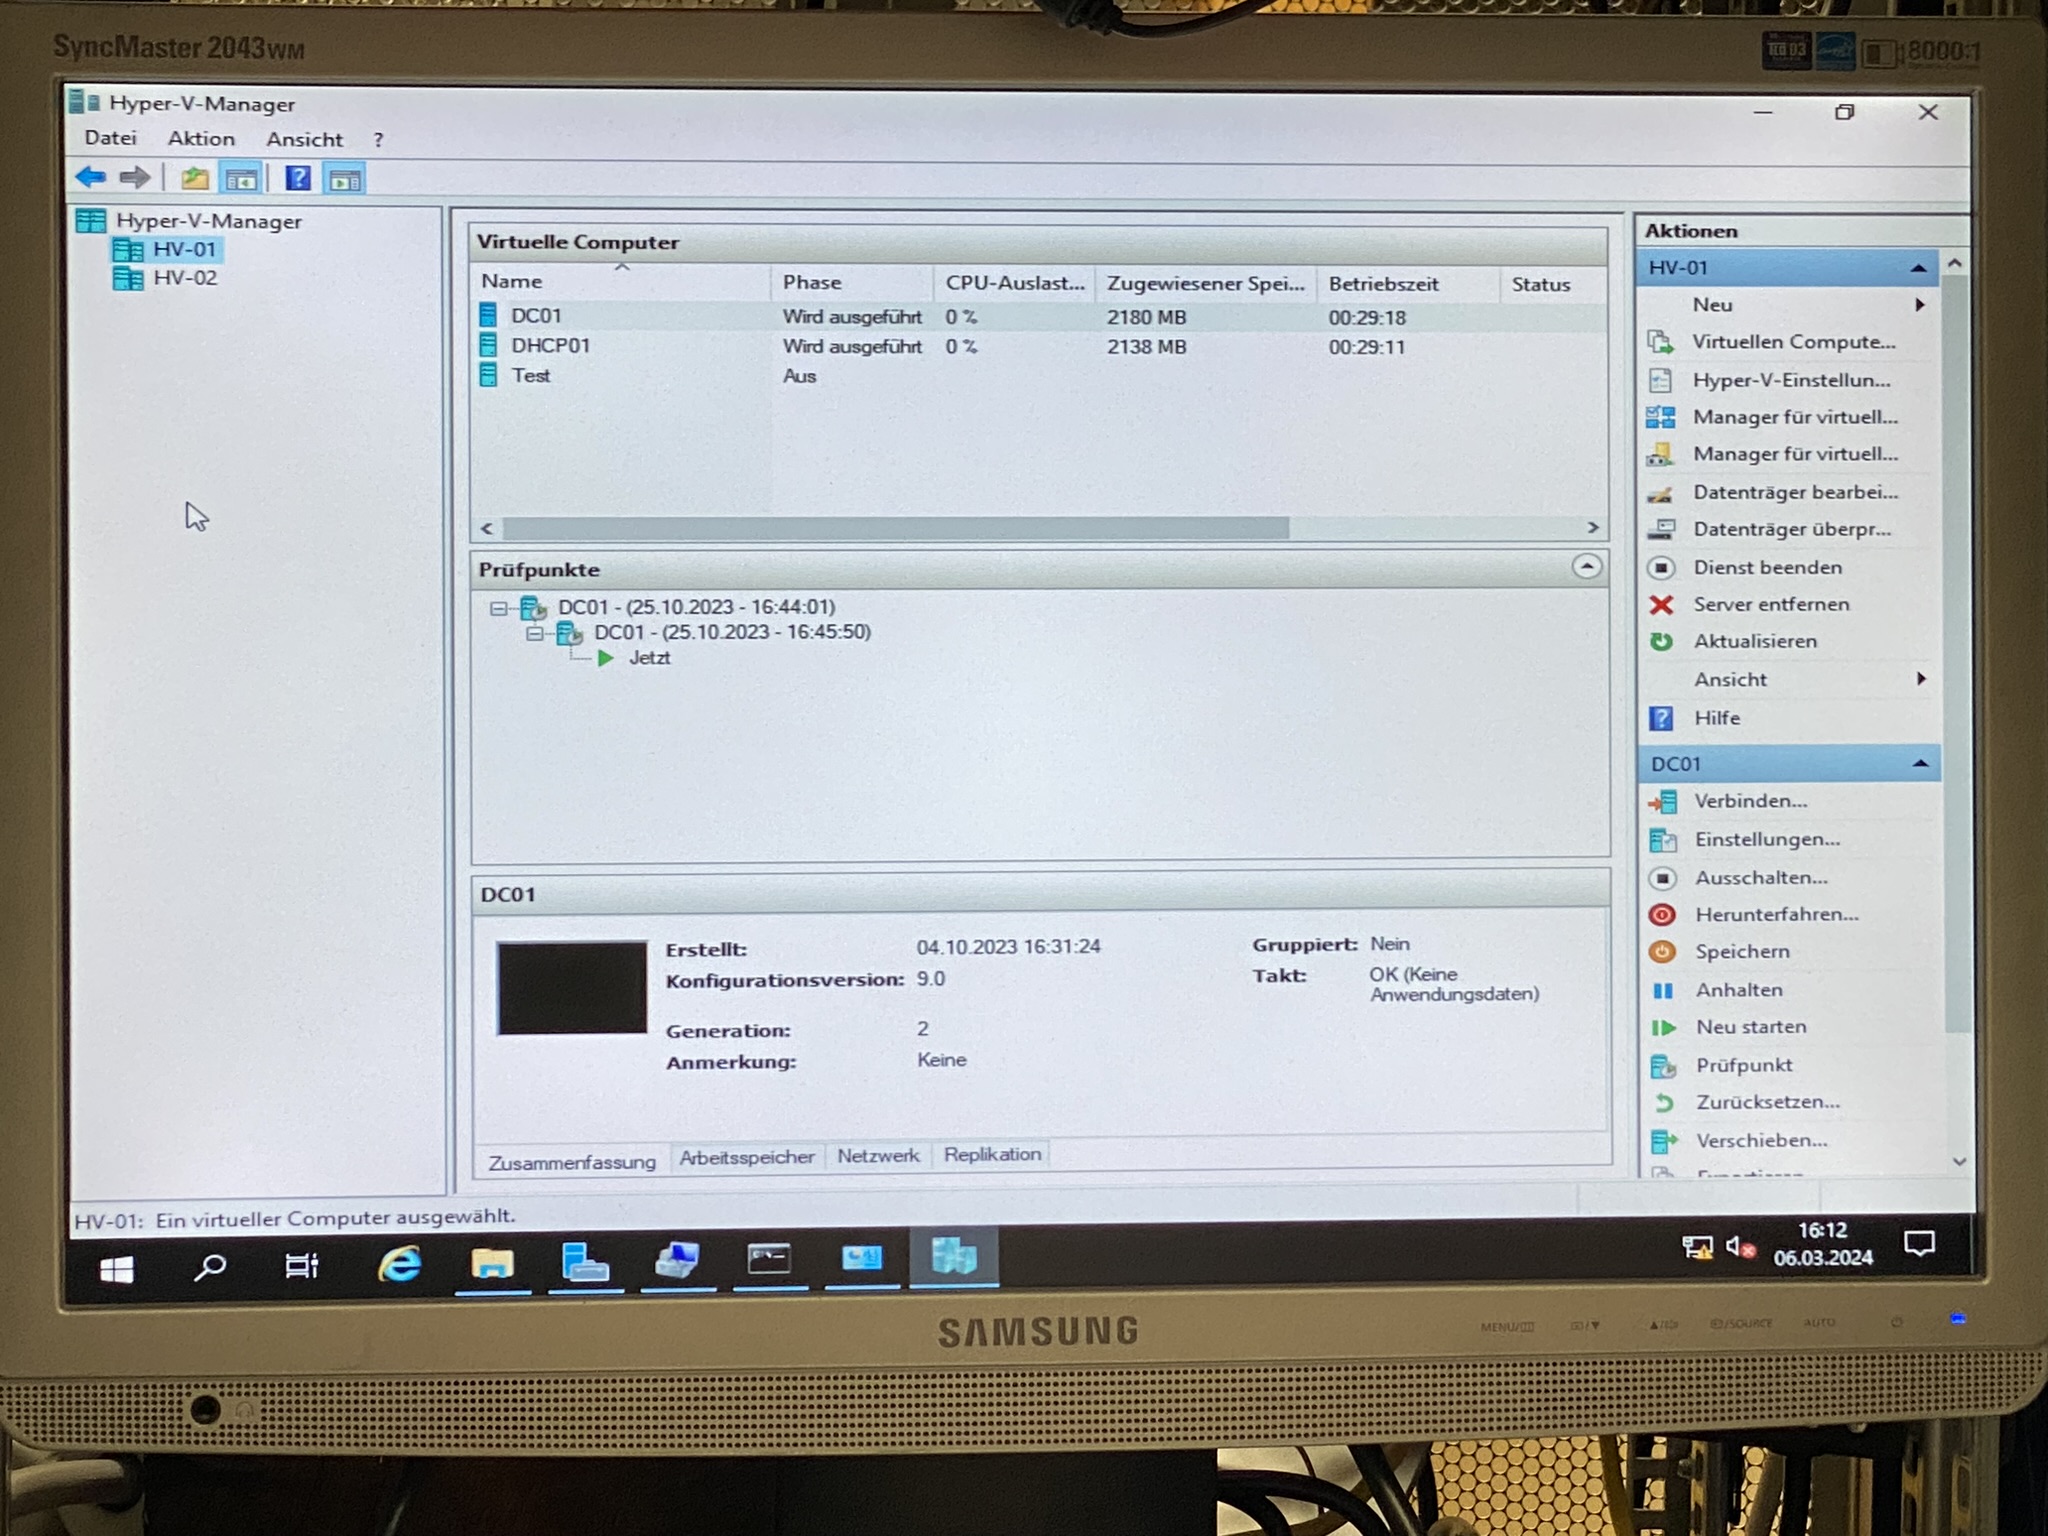 SyncMaster 2043WM
TCO 03
8000:1
Hyper-V-Manager
Datei Aktion Ansicht ?
Hyper-V-Manager
HV-01
HV-02
Virtuelle Computer
Name Phase CPU-Auslast... Zugewiesener Spei... Betriebszeit Status
DC01 Wird ausgeführt 0 % 2180 MB 00:29:18
DHCP01 Wird ausgeführt 0 % 2138 MB 00:29:11
Test Aus
Prüfpunkte
DC01 - (25.10.2023 - 16:44:01)
DC01 - (25.10.2023 - 16:45:50)
Jetzt
DC01
Erstellt: 04.10.2023 16:31:24
Konfigurationsversion: 9.0
Generation: 2
Anmerkung: Keine
Gruppiert: Nein
Takt: OK (Keine
Anwendungsdaten)
Zusammenfassung Arbeitsspeicher Netzwerk Replikation
Aktionen
HV-01
Neu
Virtuellen Compute...
Hyper-V-Einstellun...
Manager für virtuell...
Manager für virtuell...
Datenträger bearbei...
Datenträger überpr...
Dienst beenden
Server entfernen
Aktualisieren
Ansicht
Hilfe
DC01
Verbinden...
Einstellungen...
Ausschalten...
Herunterfahren...
Speichern
Anhalten
Neu starten
Prüfpunkt
Zurücksetzen...
Verschieben...
HV-01: Ein virtueller Computer ausgewählt.
16:12
06.03.2024
SAMSUNG
MENU/ /SOURCE AUTO